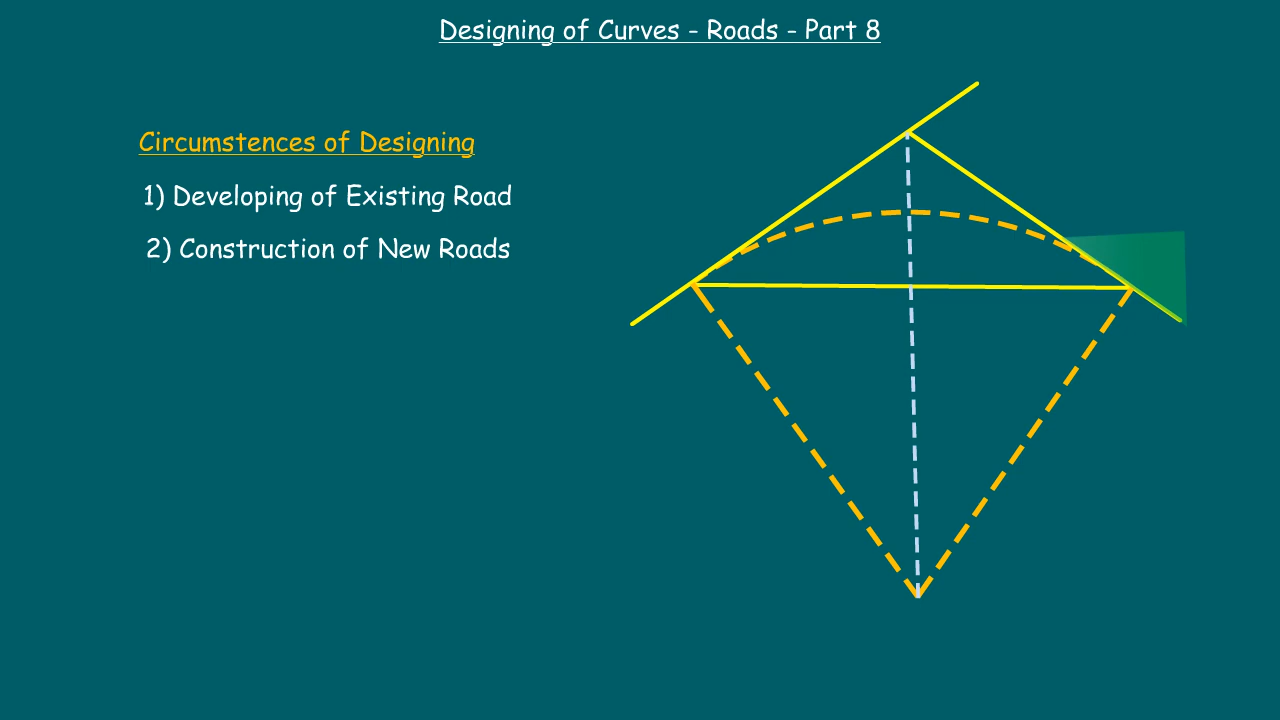 Designing of Curves - Roads - Part 8
Circumstences of Designing
1) Developing of Existing Road
2) Construction of New Roads